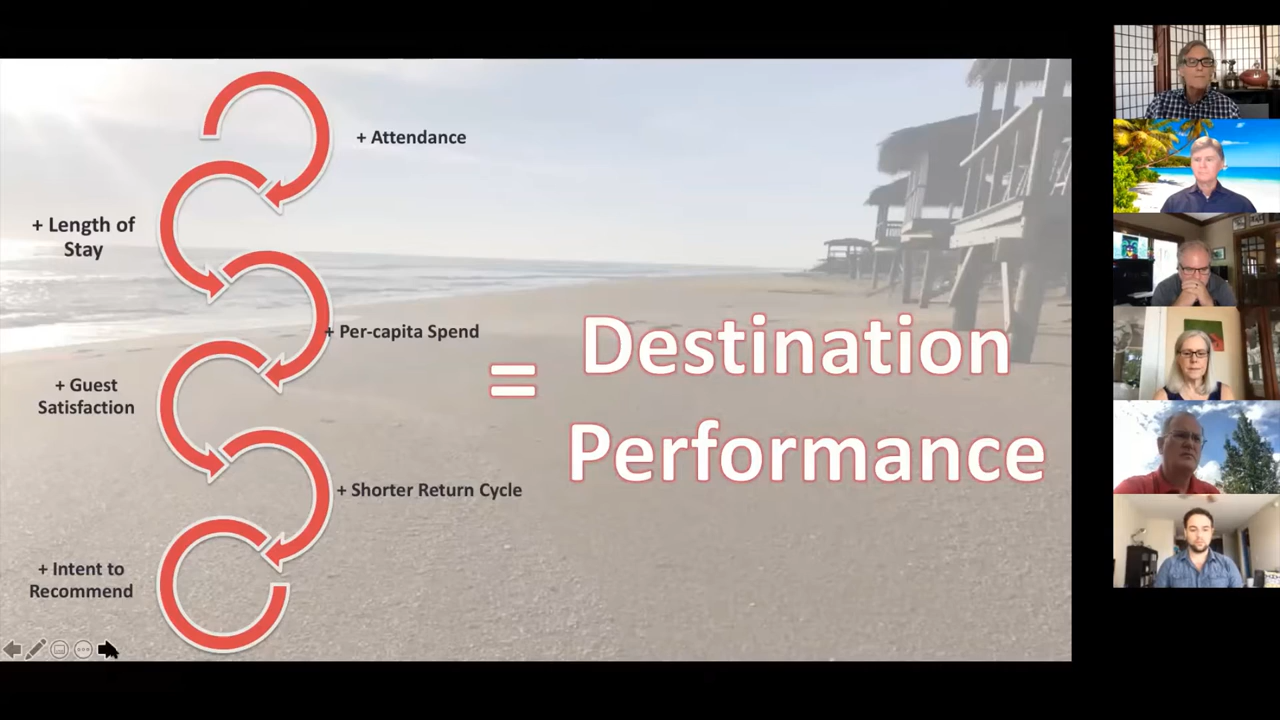 + Attendance
+ Length of
Stay
+ Per-capita Spend
+ Guest
Satisfaction
+ Shorter Return Cycle
+ Intent to
Recommend
= Destination
Performance